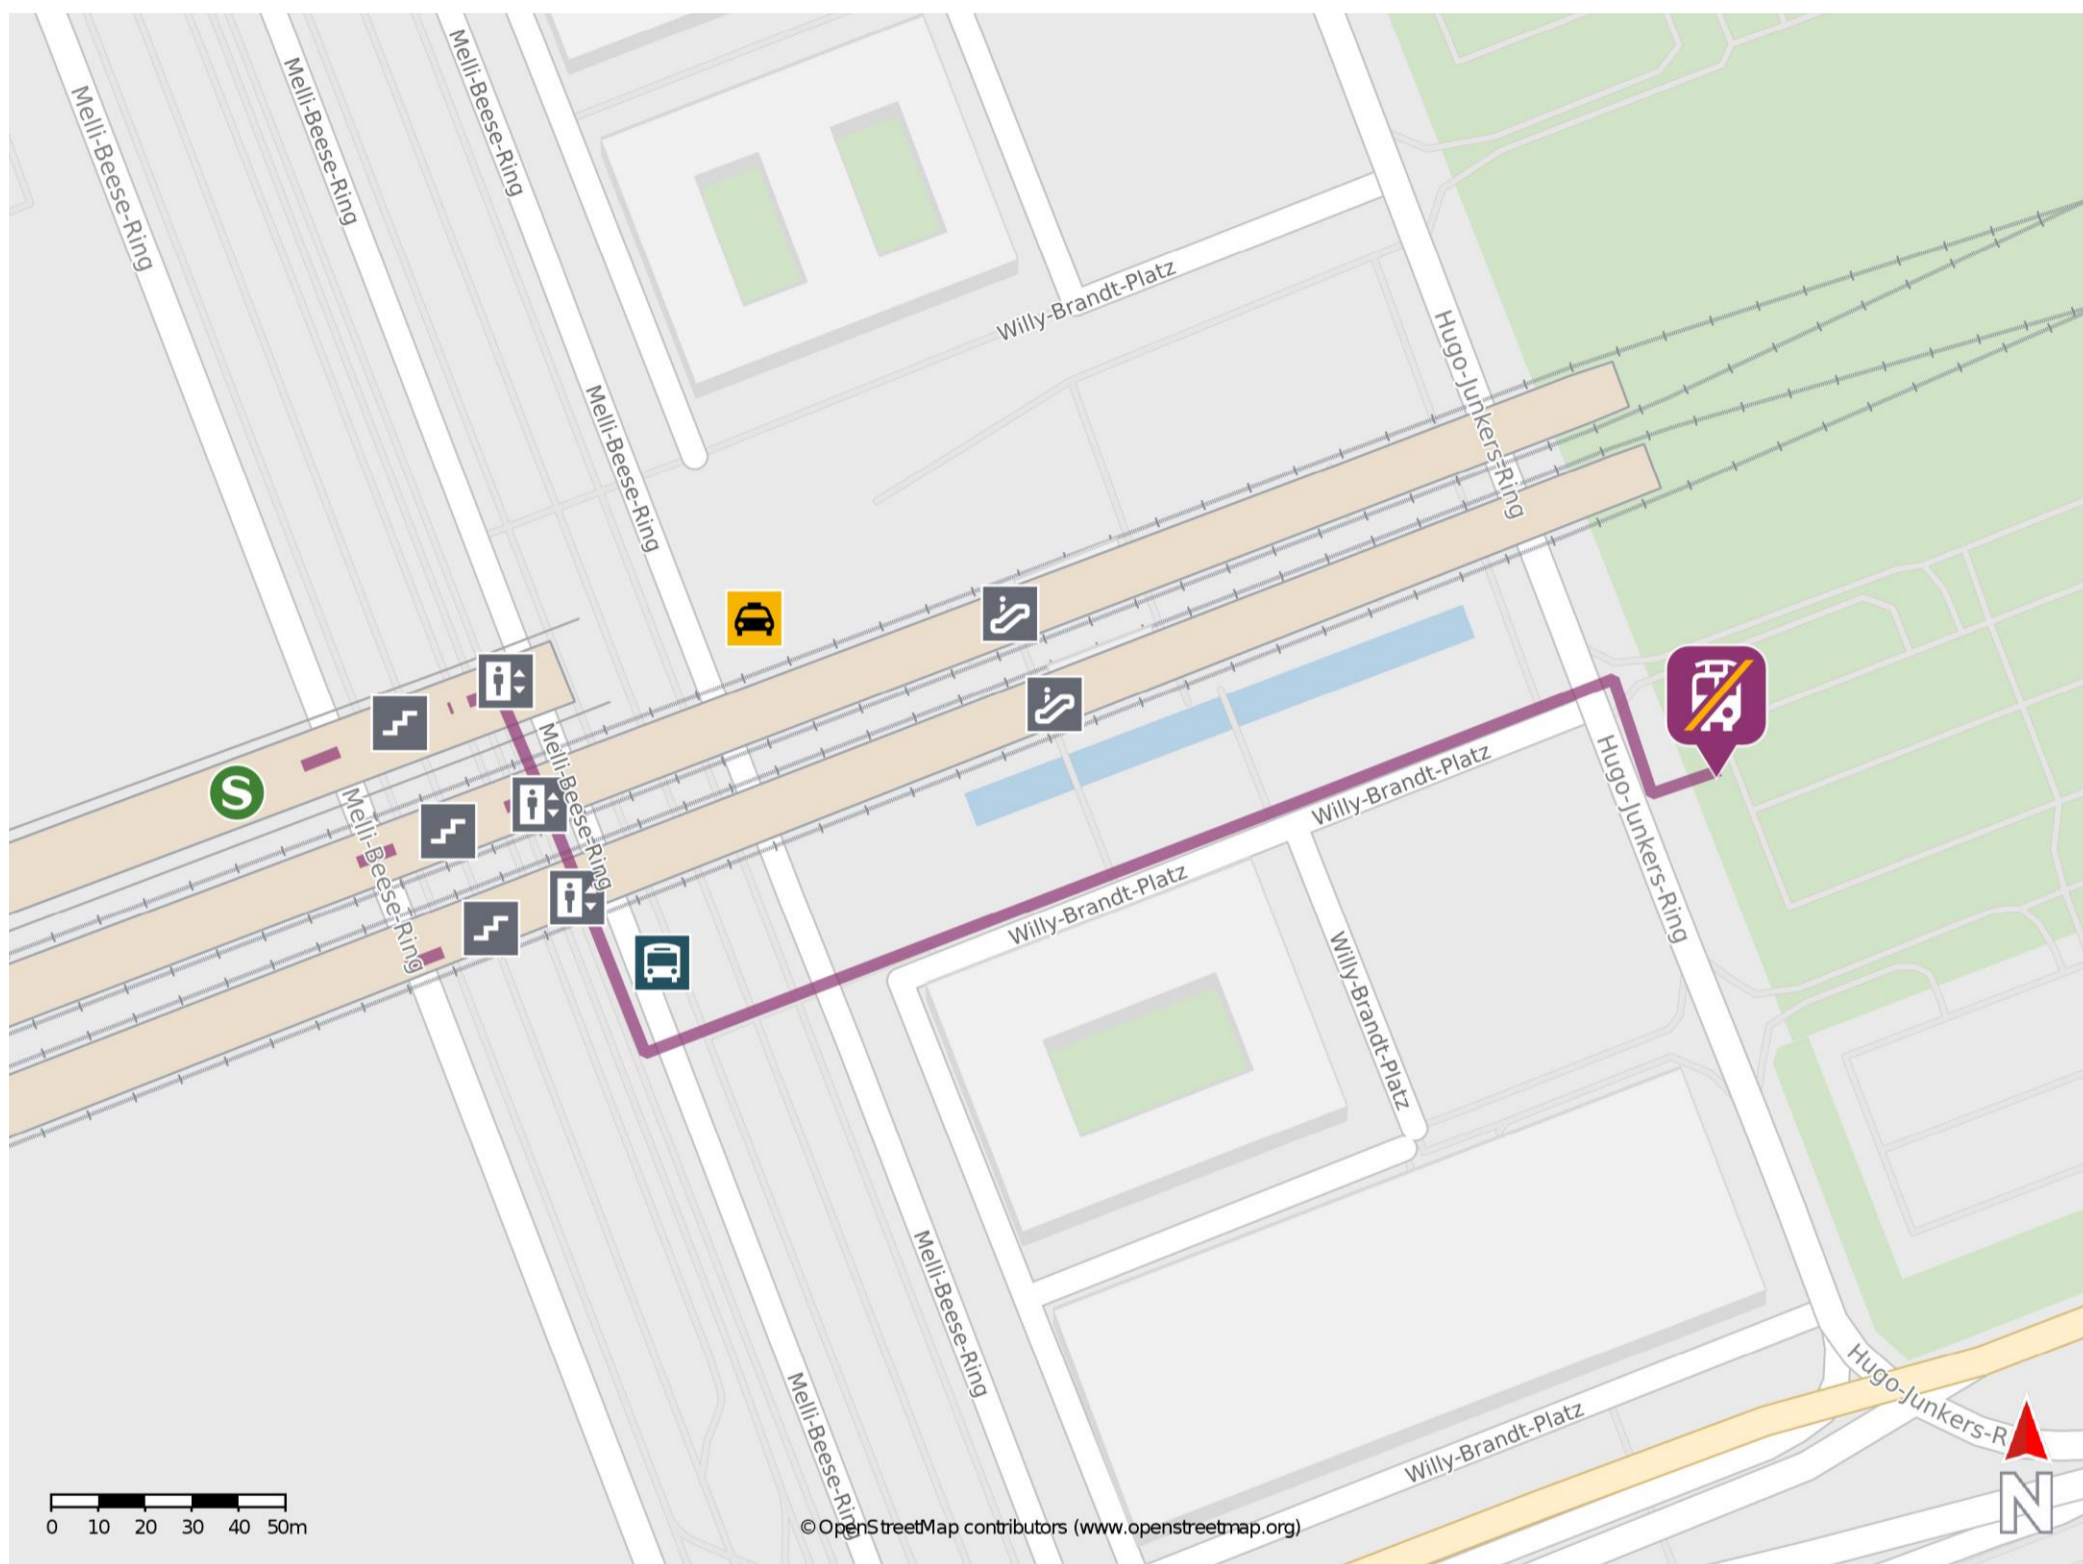 Melli-Beese-Ring
Melli-Beese-Ring
Melli-Beese-Ring
Willy-Brandt-Platz
Hugo-Junkers-Ring
Melli-Beese-Ring
S
Melli-Beese-Ring
Melli-Beese-Ring
Willy-Brandt-Platz
Hugo-Junkers-Ring
Willy-Brandt-Platz
Willy-Brandt-Platz
Melli-Beese-Ring
Melli-Beese-Ring
Hugo-Junkers-R
Willy-Brandt-Platz
N
0 10 20 30 40 50m
© OpenStreetMap contributors (www.openstreetmap.org)